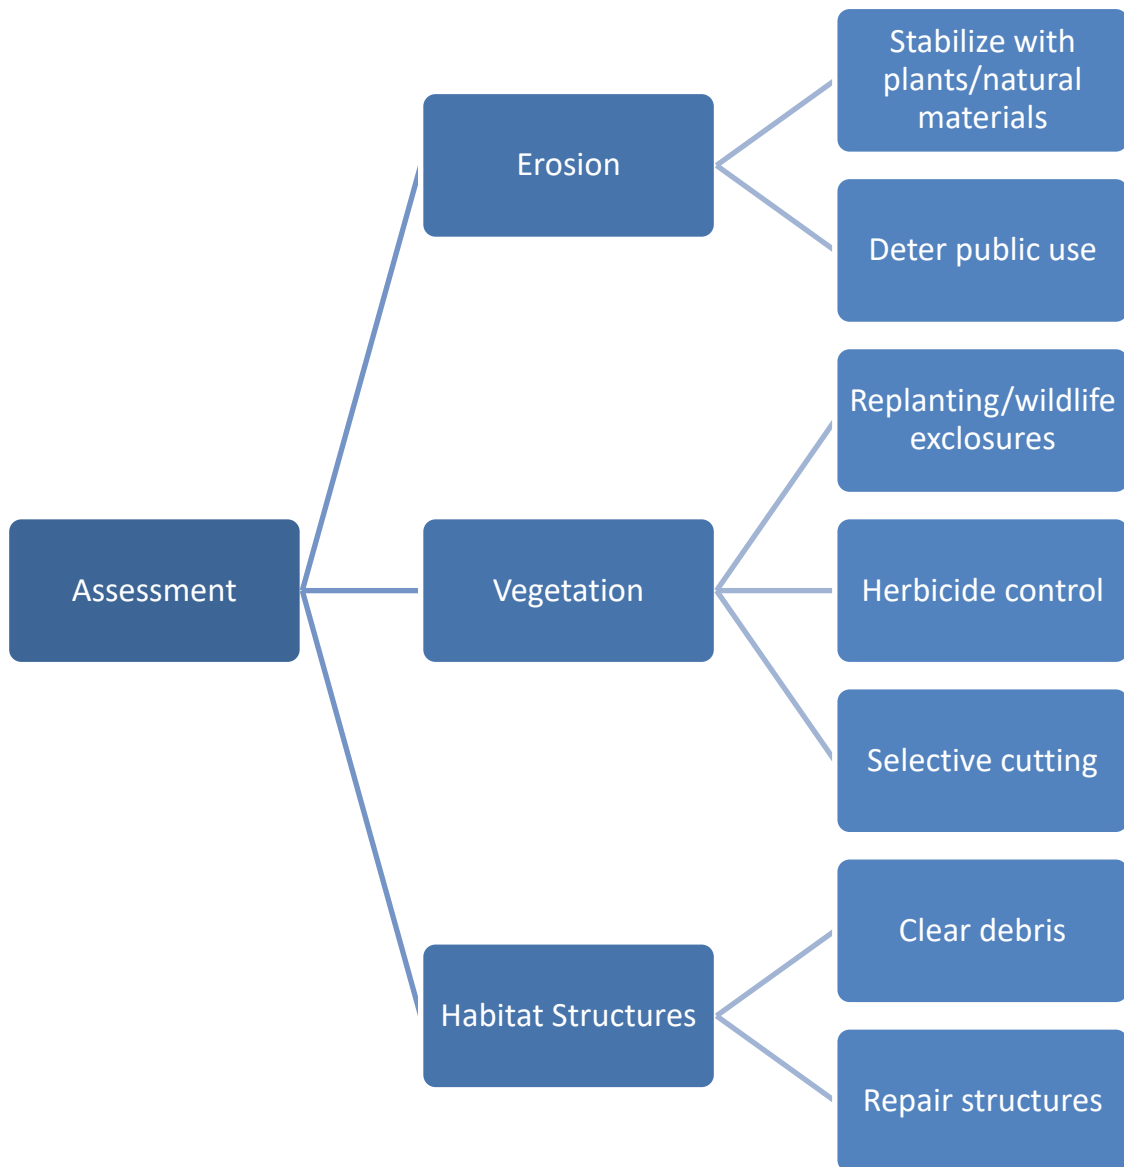 Stabilize with
plants/natural
materials
Erosion
Deter public use
Replanting/wildlife
exclosures
Assessment
Vegetation
Herbicide control
Selective cutting
Clear debris
Habitat Structures
Repair structures